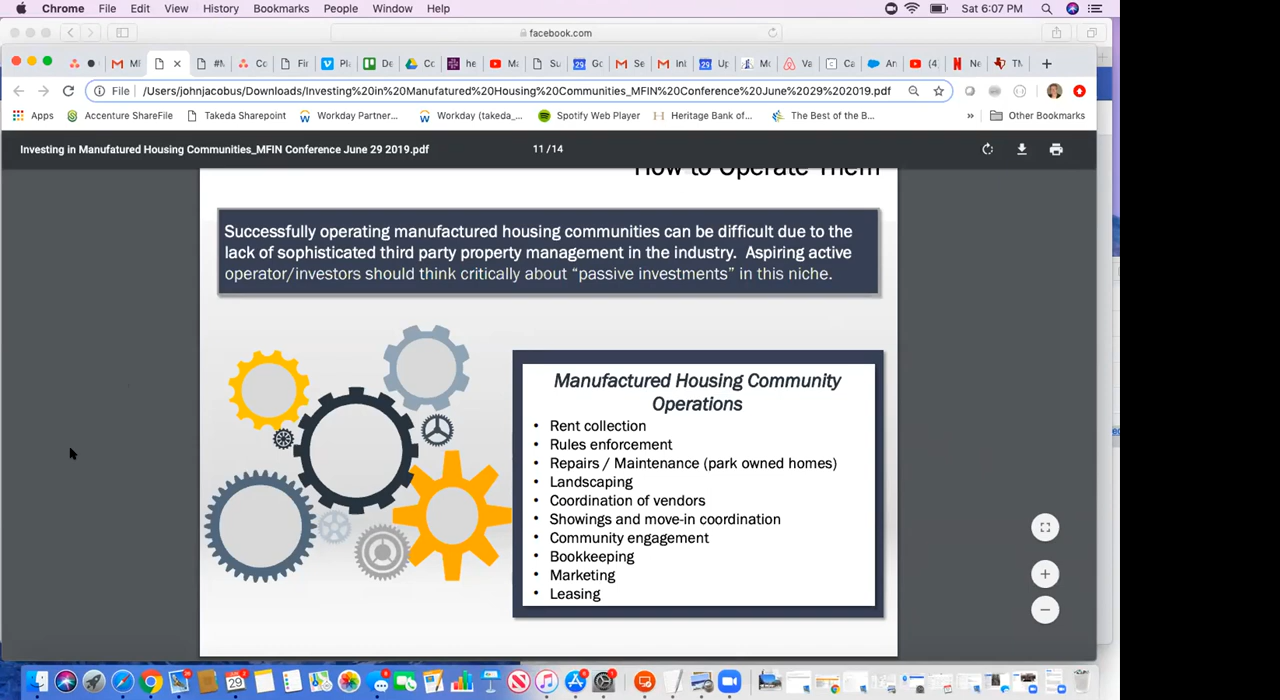 Chrome File Edit View History Bookmarks People Window Help Sat 6:07 PM
facebook.com
File /Users/johnjacobus/Downloads/Investing%20in%20Manufatured%20Housing%20Communities_MFIN%20Conference%20June%2029%202019.pdf
Apps Accenture ShareFile Takeda Sharepoint Workday Partner... Workday (takeda_... Spotify Web Player Heritage Bank of... The Best of the B... » Other Bookmarks
Investing in Manufatured Housing Communities_MFIN Conference June 29 2019.pdf 11 / 14
How to Operate Them
Successfully operating manufactured housing communities can be difficult due to the
lack of sophisticated third party property management in the industry. Aspiring active
operator/investors should think critically about “passive investments” in this niche.
Manufactured Housing Community
Operations
• Rent collection
• Rules enforcement
• Repairs / Maintenance (park owned homes)
• Landscaping
• Coordination of vendors
• Showings and move-in coordination
• Community engagement
• Bookkeeping
• Marketing
• Leasing